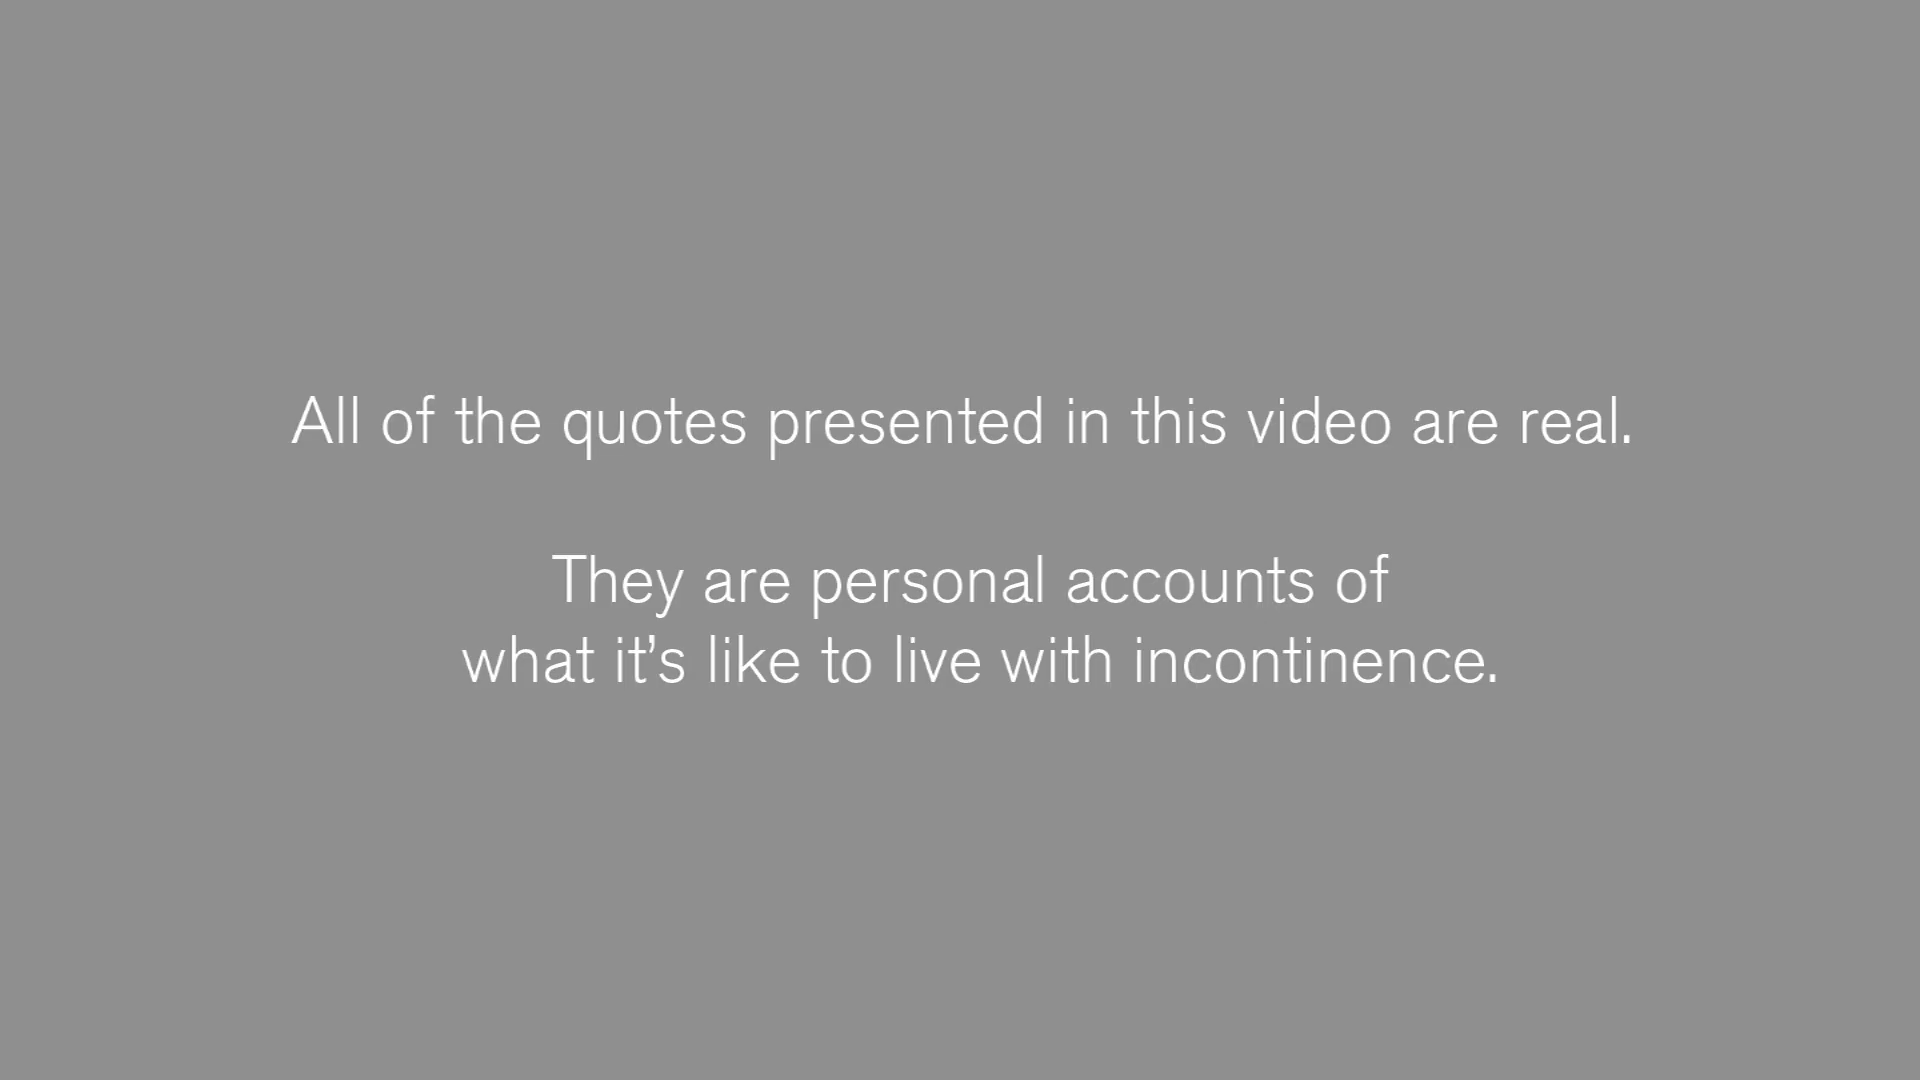 All of the quotes presented in this video are real.
They are personal accounts of
what it’s like to live with incontinence.